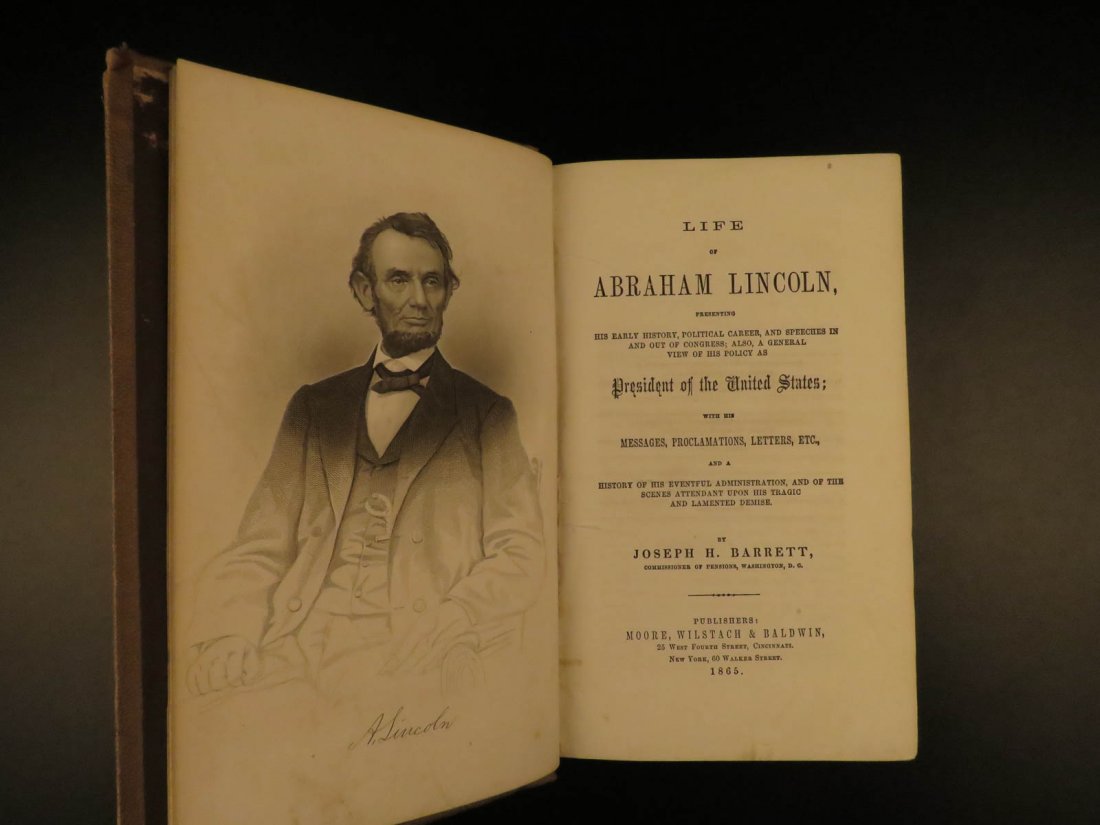 A. Lincoln
LIFE
OF
ABRAHAM LINCOLN,
PRESENTING
HIS EARLY HISTORY, POLITICAL CAREER, AND SPEECHES IN
AND OUT OF CONGRESS; ALSO, A GENERAL
VIEW OF HIS POLICY AS
President of the United States;
WITH HIS
MESSAGES, PROCLAMATIONS, LETTERS, ETC.,
AND A
HISTORY OF HIS EVENTFUL ADMINISTRATION, AND OF THE
SCENES ATTENDANT UPON HIS TRAGIC
AND LAMENTED DEMISE.
BY
JOSEPH H. BARRETT,
COMMISSIONER OF PENSIONS, WASHINGTON, D. C.
PUBLISHERS:
MOORE, WILSTACH & BALDWIN,
25 WEST FOURTH STREET, CINCINNATI.
NEW YORK, 60 WALKER STREET.
1865.